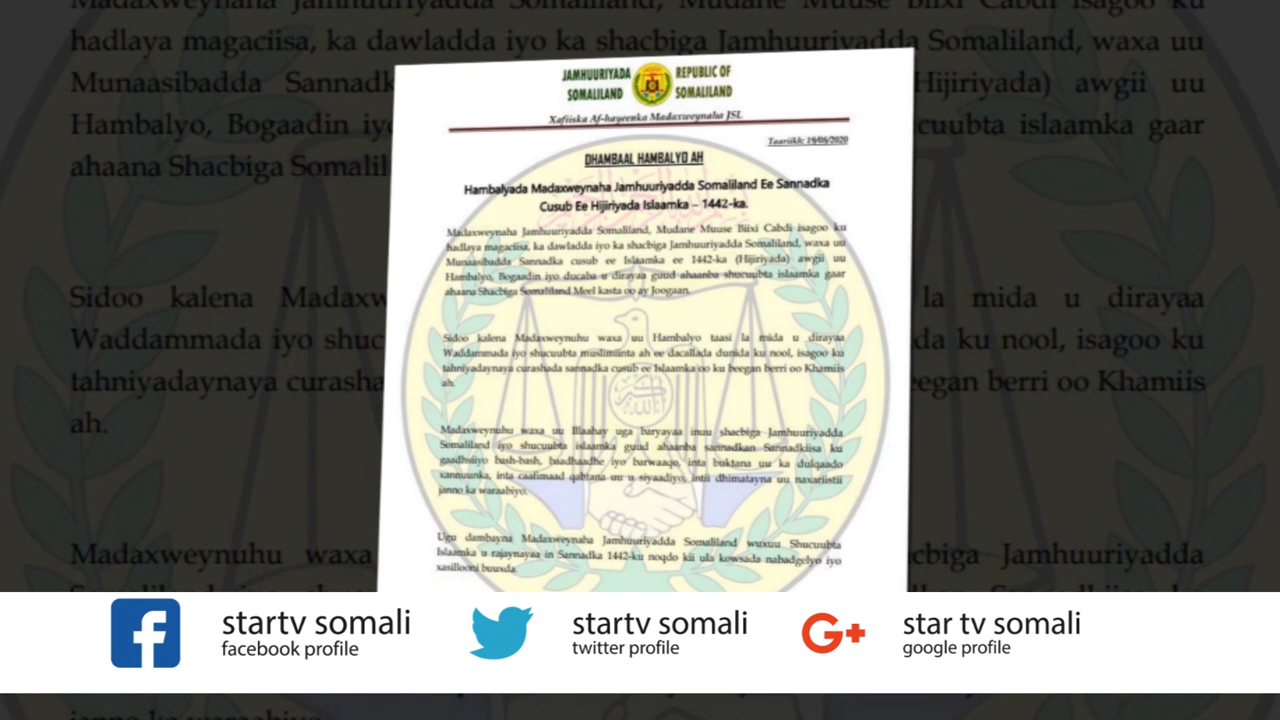 Madaxweynaha Jamhuuriyadda Somaliland, Mudane Muuse Biixi Cabdi isagoo ku
hadlaya magaciisa, ka dawladda iyo ka shacbiga Jamhuuriyadda Somaliland, waxa uu
Munaasibadda Sannadk Hijiriyada) awgii uu
Hambalyo, Bogaadin iyo cuubta islaamka gaar
ahaana Shacbiga Somalil
Sidoo kalena Madaxw la mida u dirayaa
Waddammada iyo shuc da ku nool, isagoo ku
tahniyadaynaya curasha eegan berri oo Khamiis
ah.
Madaxweynuhu waxa acbiga Jamhuuriyadda
JAMHUURIYADA REPUBLIC OF
SOMALILAND SOMALILAND
Xafiiska Af-hayeenka Madaxweynaha JSL
Taariikh: 19/08/2020
DHAMBAAL HAMBALYO AH
Hambalyada Madaxweynaha Jamhuuriyadda Somaliland Ee Sannadka
Cusub Ee Hijiriyada Islaamka – 1442-ka.
Madaxweynaha Jamhuuriyadda Somaliland, Mudane Muuse Biixi Cabdi isagoo ku
hadlaya magaciisa, ka dawladda iyo ka shacbiga Jamhuuriyadda Somaliland, waxa uu
Munaasibadda Sannadka cusub ee Islaamka ee 1442-ka (Hijiriyada) awgii uu
Hambalyo, Bogaadin iyo ducaba u dirayaa guud ahaanba shucuubta islaamka gaar
ahaana Shacbiga Somaliland Meel kasta oo ay Joogaan.
Sidoo kalena Madaxweynuhu waxa uu Hambalyo taasi la mida u dirayaa
Waddammada iyo shucuubta muslimiinta ah ee dacallada dunida ku nool, isagoo ku
tahniyadaynaya curashada sannadka cusub ee Islaamka oo ku beegan berri oo Khamiis
ah.
Madaxweynuhu waxa uu Illaahay uga baryayaa inuu shacbiga Jamhuuriyadda
Somaliland iyo shucuubta islaamka guud ahaanba sannadkan Sannadkiisa ku
gaadhsiiyo bash-bash, baadhaadhe iyo barwaaqo, inta buktana uu ka dulqaado
xannuunka, inta caafimaad qabtana uu u siyaadiyo, intii dhimatayna uu naxariistii
janno ka waraabiyo.
Ugu dambayna Madaxweynaha Jamhuuriyadda Somaliland wuxuu Shucuubta
Islaamka u rajaynayaa in Sannadka 1442-ku noqdo kii ula kowsada nabadgelyo iyo
xasillooni buuxda.
startv somali
facebook profile
startv somali
twitter profile
G+
star tv somali
google profile